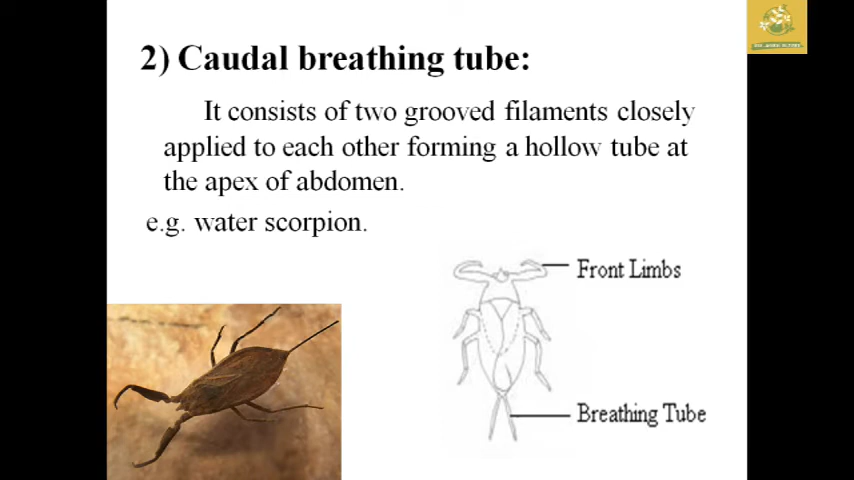 2) Caudal breathing tube:
It consists of two grooved filaments closely
applied to each other forming a hollow tube at
the apex of abdomen.
e.g. water scorpion.
Front Limbs
Breathing Tube